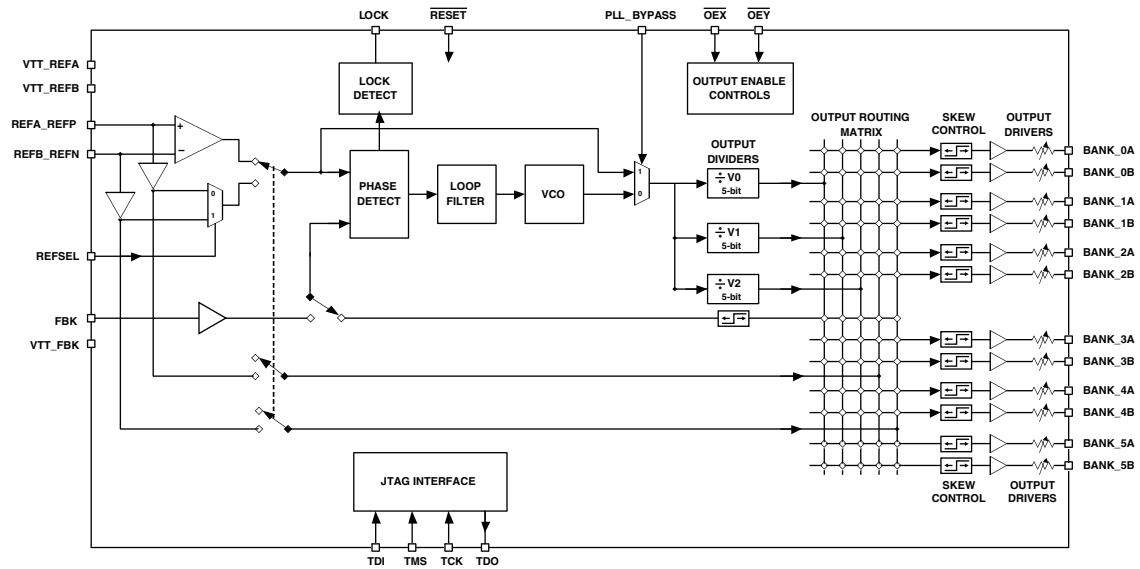 LOCK
RESET
PLL_BYPASS
OEX
OEY
VTT_REFA
VTT_REFB
REFA_REFP
REFB_REFN
REFSEL
FBK
VTT_FBK
+
−
0
1
LOCK
DETECT
PHASE
DETECT
LOOP
FILTER
VCO
1
0
OUTPUT ENABLE
CONTROLS
OUTPUT
DIVIDERS
÷ V0
5-bit
÷ V1
5-bit
÷ V2
5-bit
OUTPUT ROUTING
MATRIX
SKEW
CONTROL
OUTPUT
DRIVERS
BANK_0A
BANK_0B
BANK_1A
BANK_1B
BANK_2A
BANK_2B
BANK_3A
BANK_3B
BANK_4A
BANK_4B
BANK_5A
BANK_5B
SKEW
CONTROL
OUTPUT
DRIVERS
JTAG INTERFACE
TDI
TMS
TCK
TDO